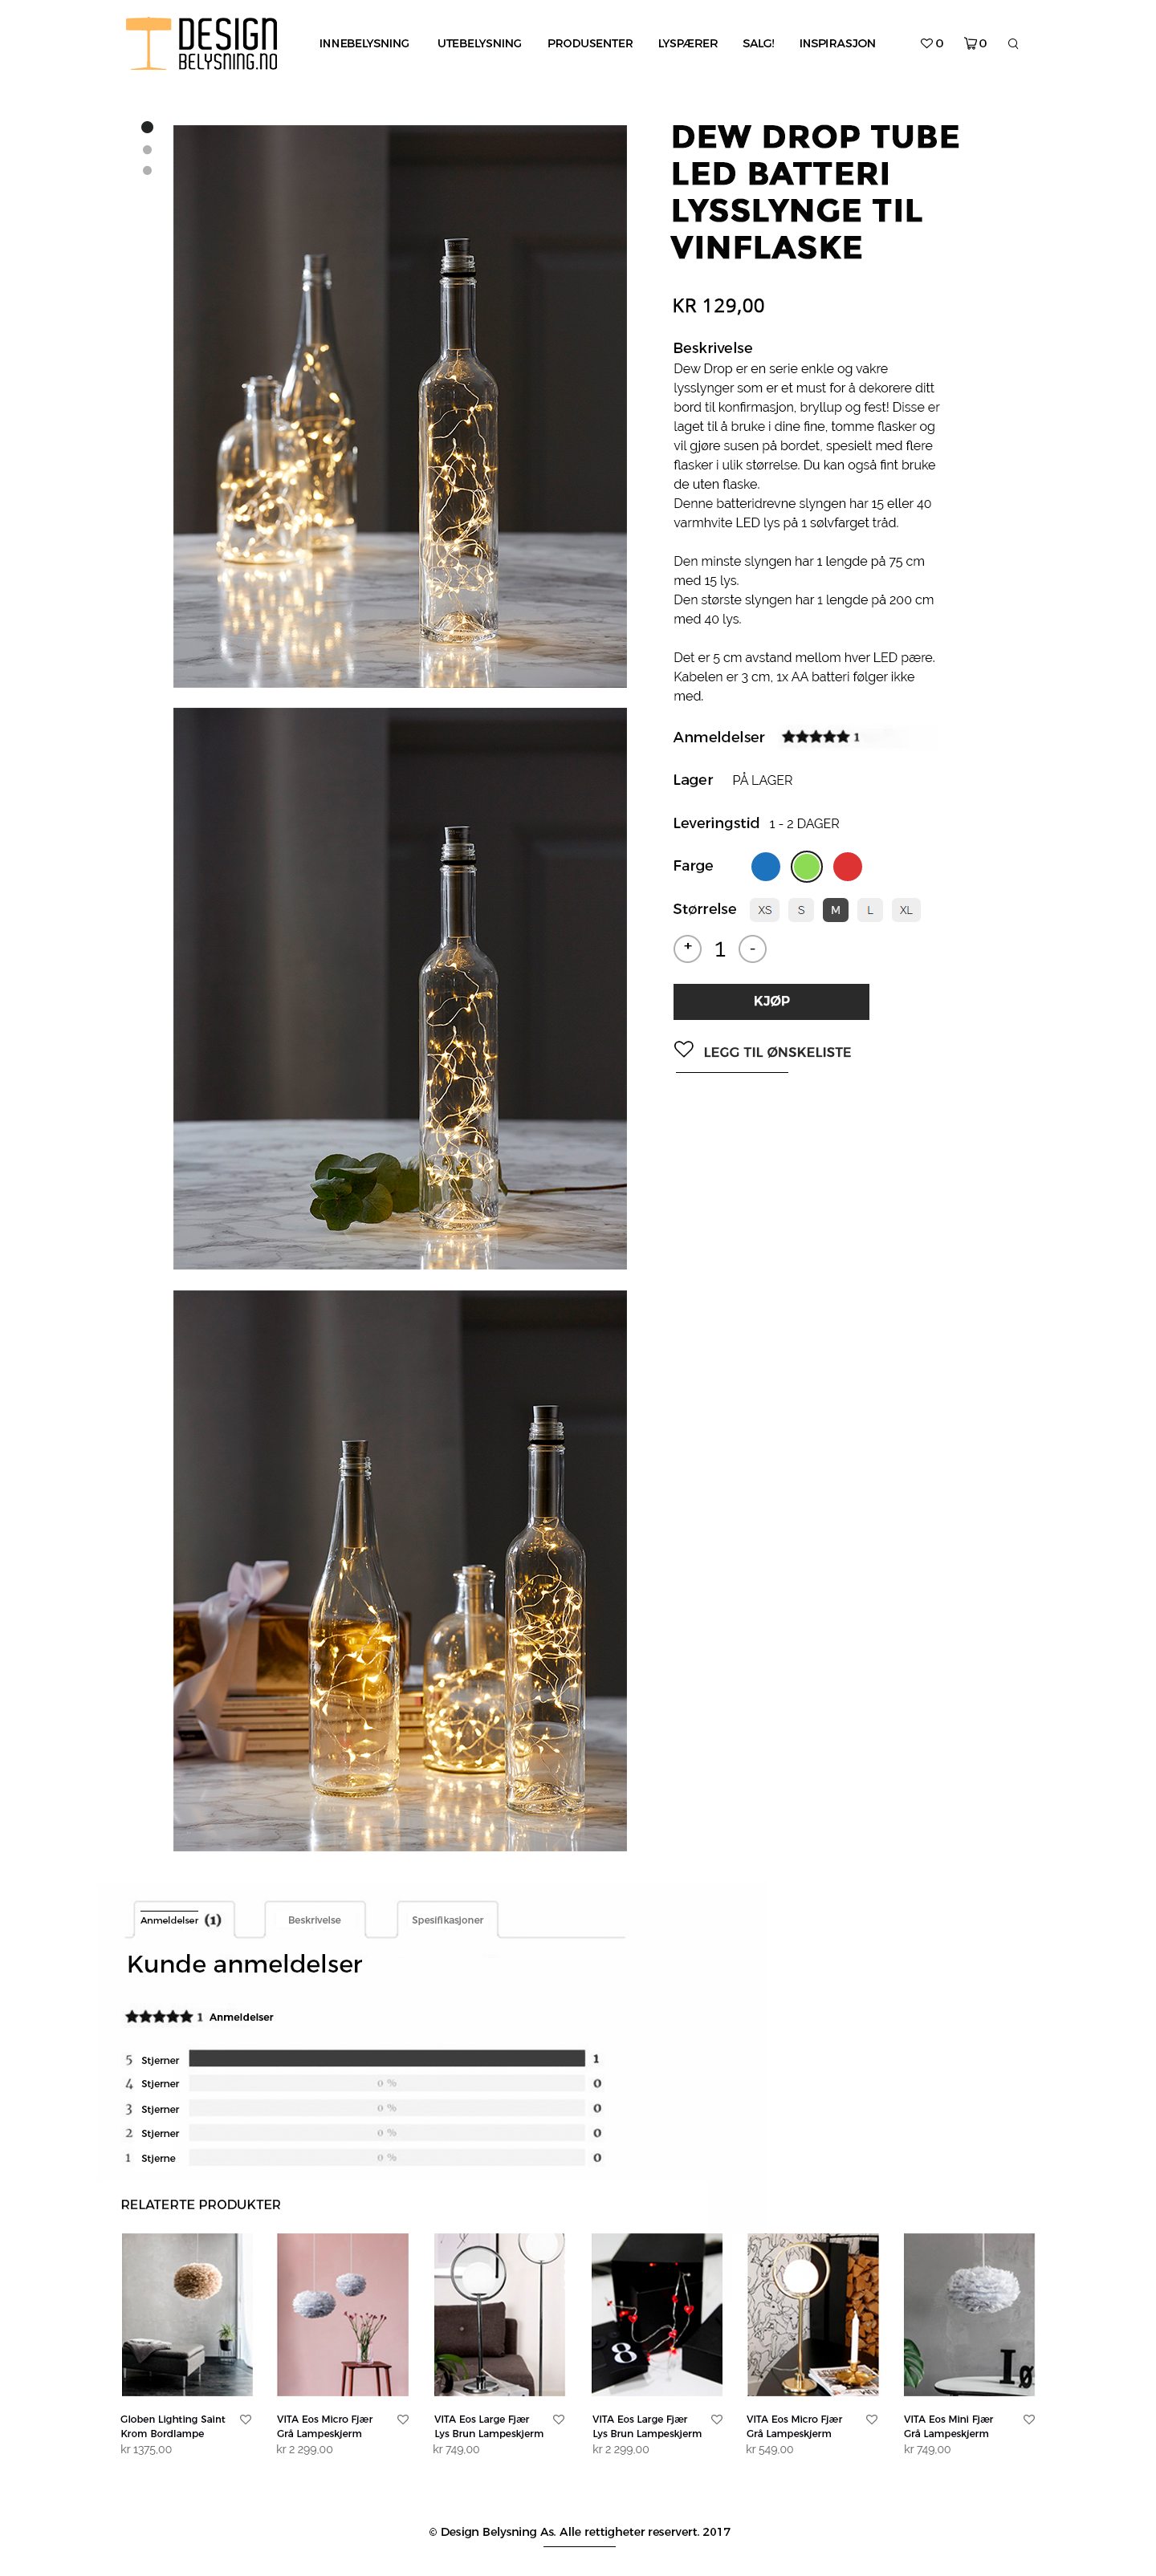 DESIGN
BELYSNING.NO
INNEBELYSNING UTEBELYSNING PRODUSENTER LYSPÆRER SALG! INSPIRASJON 0 0
DEW DROP TUBE
LED BATTERI
LYSSLYNGE TIL
VINFLASKE
KR 129,00
Beskrivelse
Dew Drop er en serie enkle og vakre
lysslynger som er et must for å dekorere ditt
bord til konfirmasjon, bryllup og fest! Disse er
laget til å bruke i dine fine, tomme flasker og
vil gjøre susen på bordet, spesielt med flere
flasker i ulik størrelse. Du kan også fint bruke
de uten flaske.
Denne batteridrevne slyngen har 15 eller 40
varmhvite LED lys på 1 sølvfarget tråd.
Den minste slyngen har 1 lengde på 75 cm
med 15 lys.
Den største slyngen har 1 lengde på 200 cm
med 40 lys.
Det er 5 cm avstand mellom hver LED pære.
Kabelen er 3 cm, 1x AA batteri følger ikke
med.
Anmeldelser ★★★★★ 1
Lager PÅ LAGER
Leveringstid 1 - 2 DAGER
Farge
Størrelse XS S M L XL
+ 1 -
KJØP
LEGG TIL ØNSKELISTE
Anmeldelser (1) Beskrivelse Spesifikasjoner
Kunde anmeldelser
★★★★★ 1 Anmeldelser
5 Stjerner 1
4 Stjerner 0 % 0
3 Stjerner 0 % 0
2 Stjerner 0 % 0
1 Stjerne 0 % 0
RELATERTE PRODUKTER
8
Globen Lighting Saint
Krom Bordlampe
kr 1375,00
VITA Eos Micro Fjær
Grå Lampeskjerm
kr 2 299,00
VITA Eos Large Fjær
Lys Brun Lampeskjerm
kr 749,00
VITA Eos Large Fjær
Lys Brun Lampeskjerm
kr 2 299,00
VITA Eos Micro Fjær
Grå Lampeskjerm
kr 549,00
VITA Eos Mini Fjær
Grå Lampeskjerm
kr 749,00
© Design Belysning As. Alle rettigheter reservert. 2017